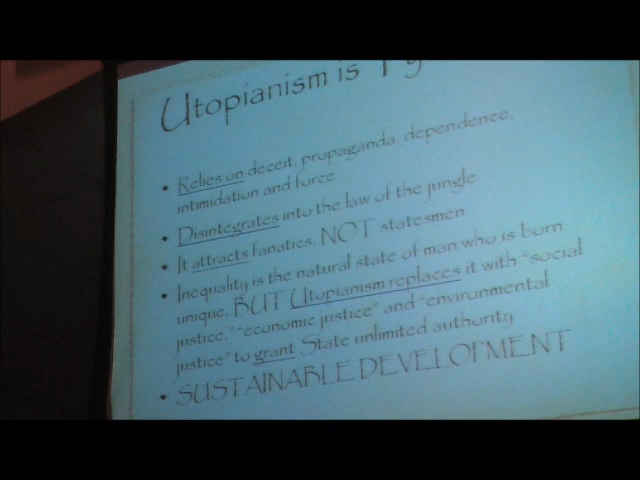 Utopianism is Ty
• Relies on deceit, propaganda, dependence,
intimidation and force
• Disintegrates into the law of the jungle
• It attracts fanatics, NOT statesmen
• Inequality is the natural state of man who is born
unique, BUT Utopianism replaces it with "social
justice," "economic justice" and "environmental
justice" to grant State unlimited authority
• SUSTAINABLE DEVELOPMENT